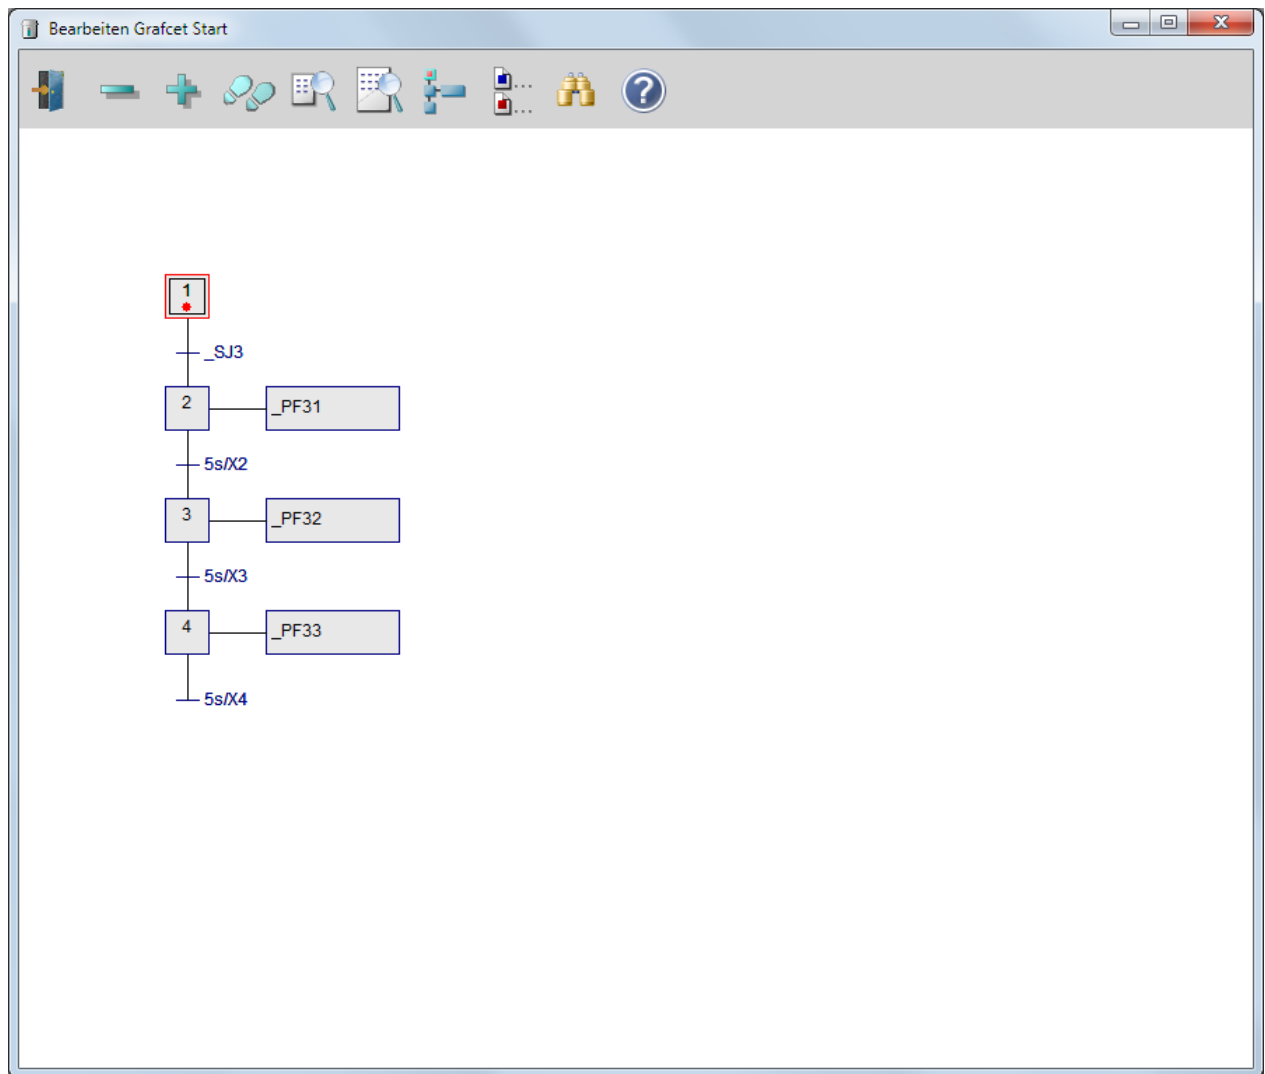 Bearbeiten Grafcet Start
?
1
_SJ3
2
_PF31
5s/X2
3
_PF32
5s/X3
4
_PF33
5s/X4